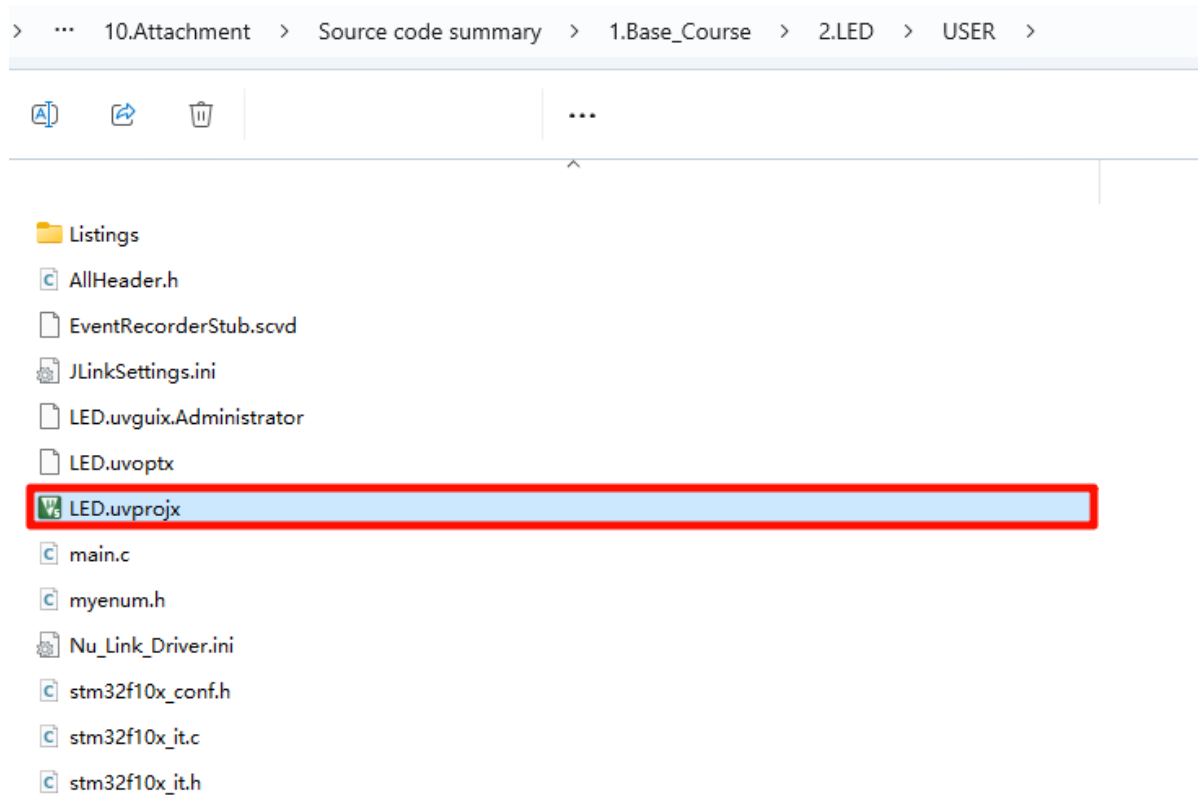 > ... 10.Attachment > Source code summary > 1.Base_Course > 2.LED > USER >
Listings
AllHeader.h
EventRecorderStub.scvd
JLinkSettings.ini
LED.uvguix.Administrator
LED.uvoptx
LED.uvprojx
main.c
myenum.h
Nu_Link_Driver.ini
stm32f10x_conf.h
stm32f10x_it.c
stm32f10x_it.h